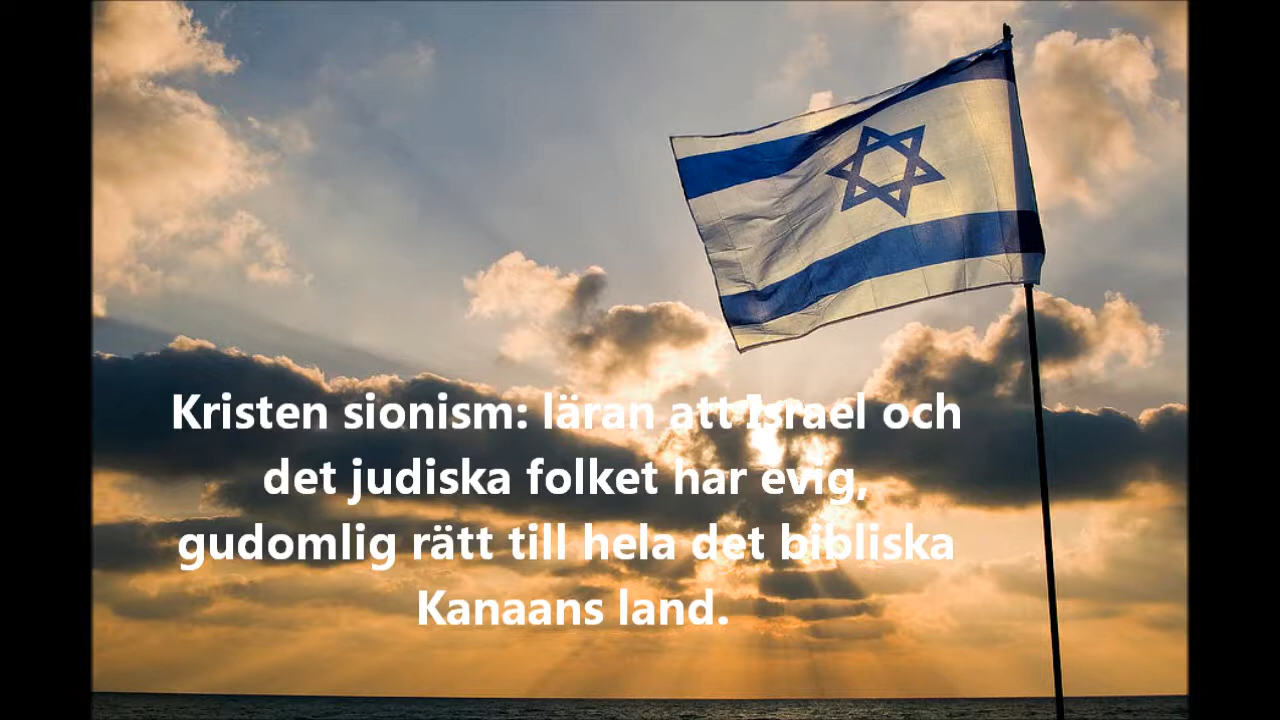 Kristen sionism: läran att Israel och
det judiska folket har evig,
gudomlig rätt till hela det bibliska
Kanaans land.